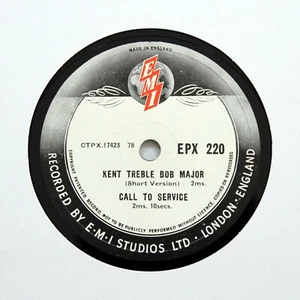 MADE IN ENGLAND
EMI
CTPX.17423 78 EPX 220
KENT TREBLE BOB MAJOR
(Short Version) 2ms.
CALL TO SERVICE
2ms. 10secs.
RECORDED BY E·M·I STUDIOS LTD · LONDON · ENGLAND